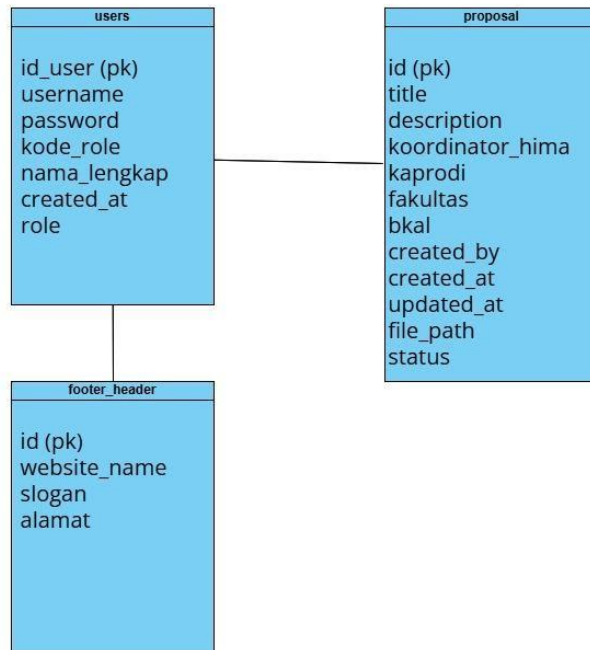 users
id_user (pk)
username
password
kode_role
nama_lengkap
created_at
role
proposal
id (pk)
title
description
koordinator_hima
kaprodi
fakultas
bkal
created_by
created_at
updated_at
file_path
status
footer_header
id (pk)
website_name
slogan
alamat